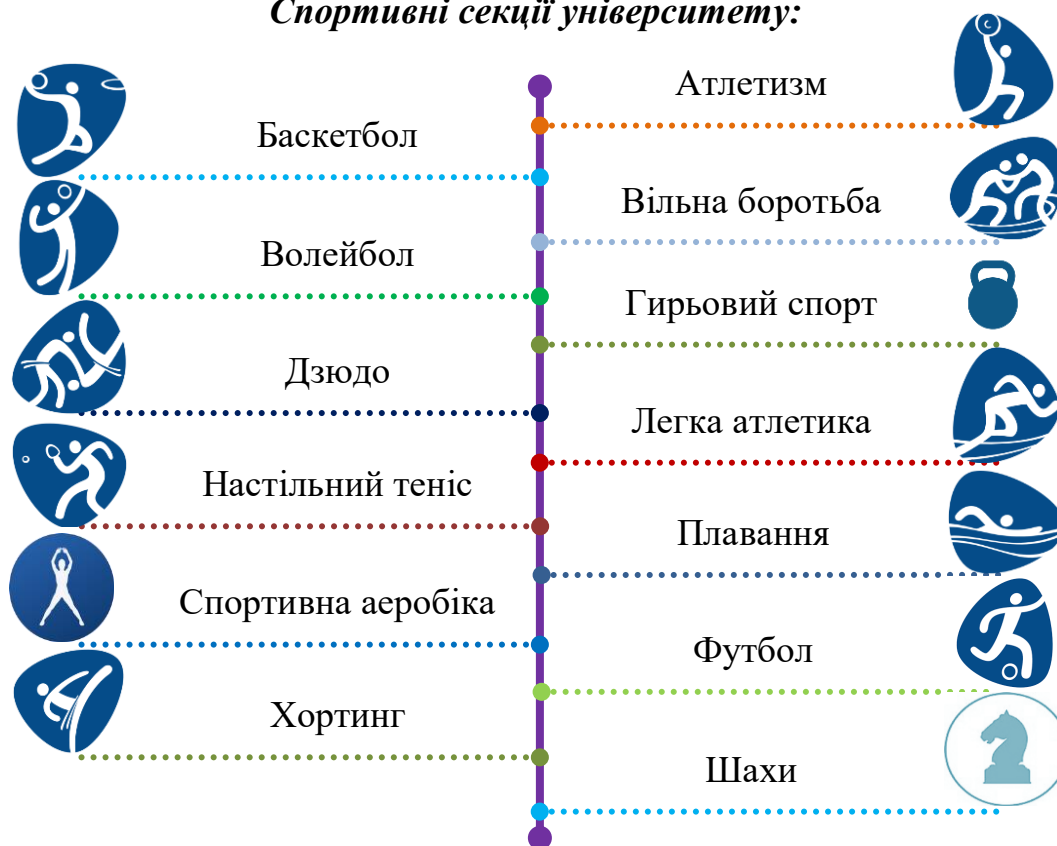 Спортивні секції університету:
Атлетизм
Баскетбол
Вільна боротьба
Волейбол
Гирьовий спорт
Дзюдо
Легка атлетика
Настільний теніс
Плавання
Спортивна аеробіка
Футбол
Хортинг
Шахи